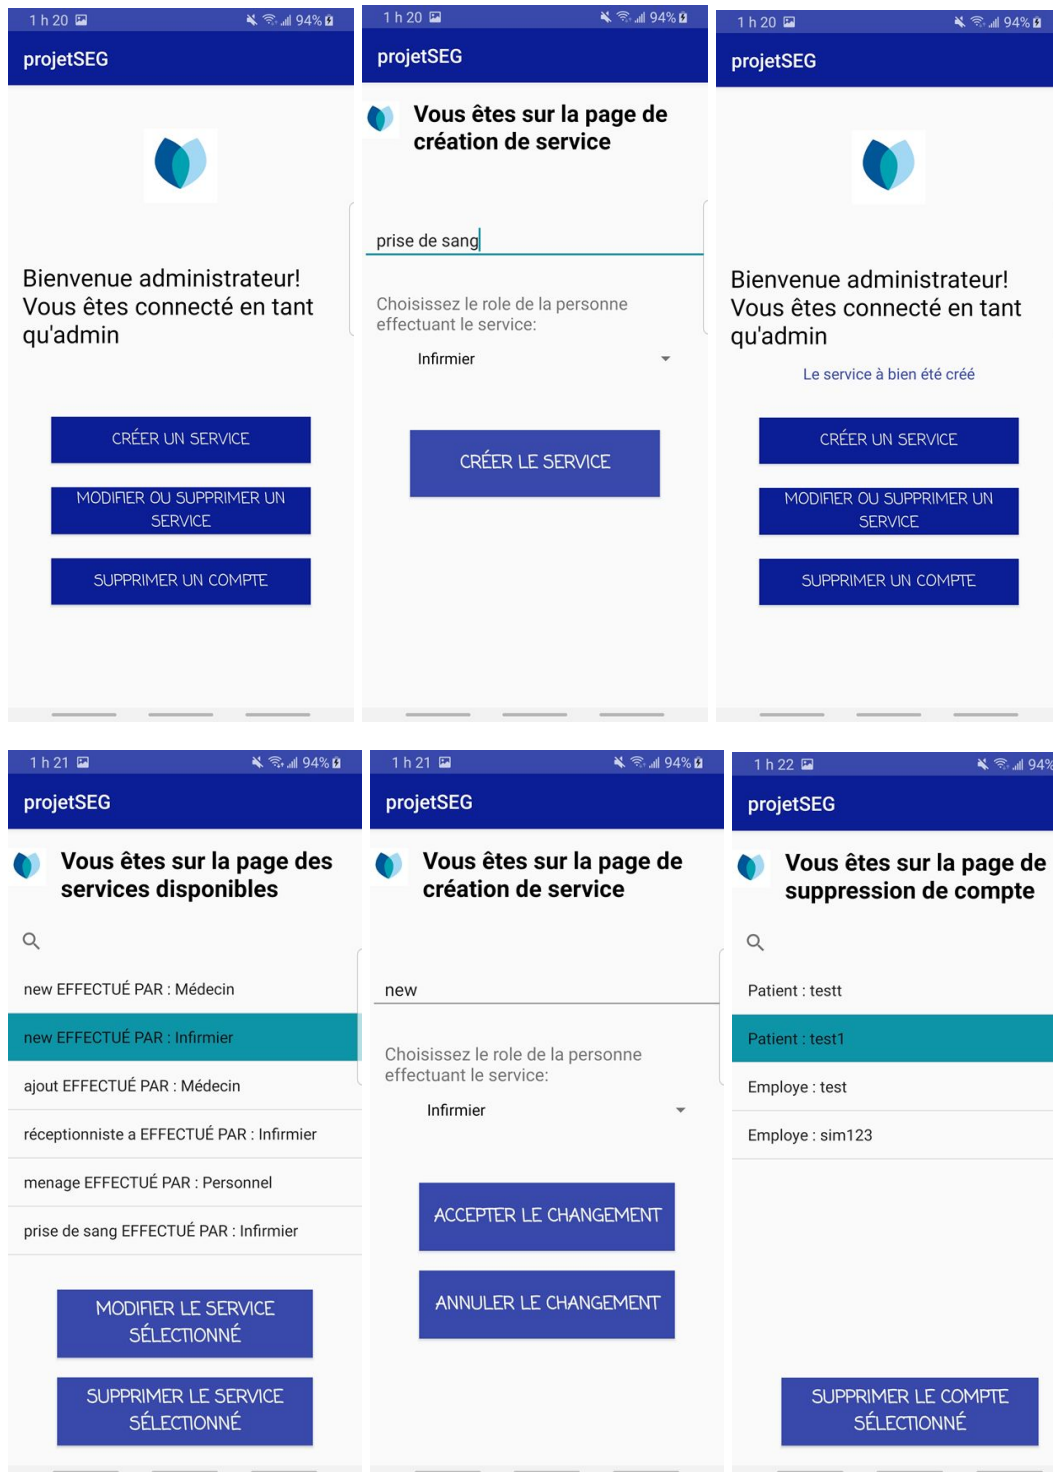 1 h 20
94%
projetSEG
Bienvenue administrateur!
Vous êtes connecté en tant
qu'admin
CRÉER UN SERVICE
MODIFIER OU SUPPRIMER UN
SERVICE
SUPPRIMER UN COMPTE
1 h 20
94%
projetSEG
Vous êtes sur la page de
création de service
prise de sang
Choisissez le role de la personne
effectuant le service:
Infirmier
CRÉER LE SERVICE
1 h 20
94%
projetSEG
Bienvenue administrateur!
Vous êtes connecté en tant
qu'admin
Le service à bien été créé
CRÉER UN SERVICE
MODIFIER OU SUPPRIMER UN
SERVICE
SUPPRIMER UN COMPTE
1 h 21
94%
projetSEG
Vous êtes sur la page des
services disponibles
new EFFECTUÉ PAR : Médecin
new EFFECTUÉ PAR : Infirmier
ajout EFFECTUÉ PAR : Médecin
réceptionniste a EFFECTUÉ PAR : Infirmier
menage EFFECTUÉ PAR : Personnel
prise de sang EFFECTUÉ PAR : Infirmier
MODIFIER LE SERVICE
SÉLECTIONNÉ
SUPPRIMER LE SERVICE
SÉLECTIONNÉ
1 h 21
94%
projetSEG
Vous êtes sur la page de
création de service
new
Choisissez le role de la personne
effectuant le service:
Infirmier
ACCEPTER LE CHANGEMENT
ANNULER LE CHANGEMENT
1 h 22
94%
projetSEG
Vous êtes sur la page de
suppression de compte
Patient : testt
Patient : test1
Employe : test
Employe : sim123
SUPPRIMER LE COMPTE
SÉLECTIONNÉ